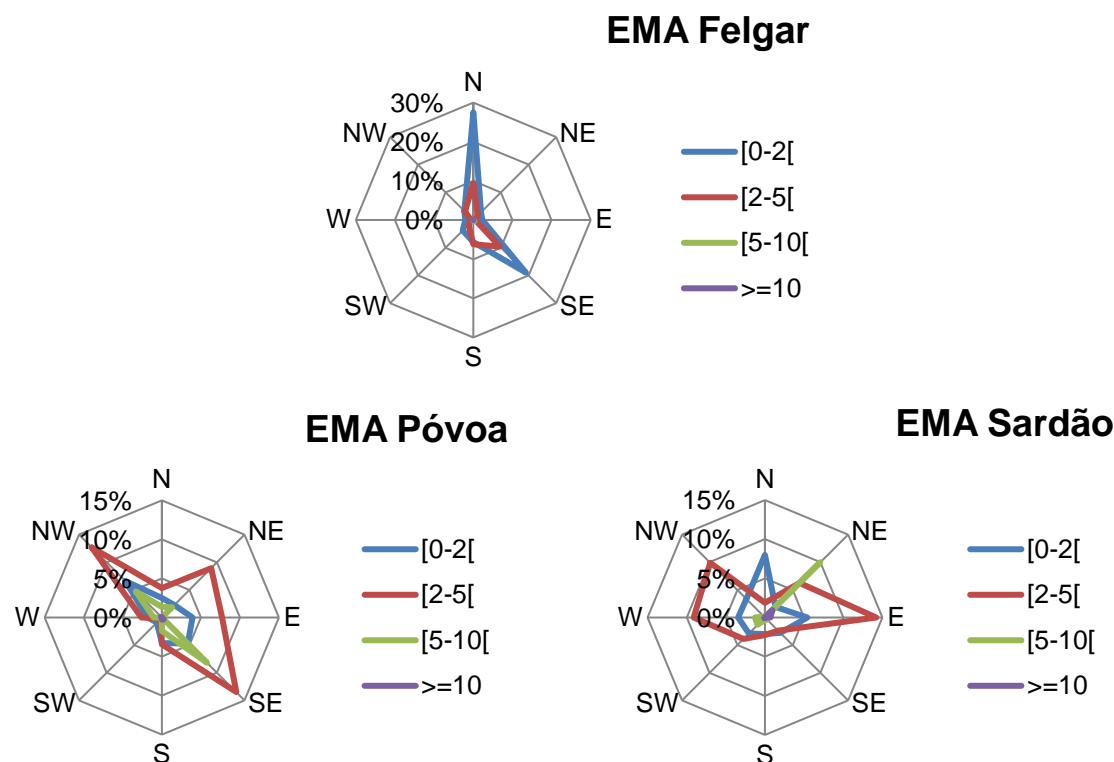 EMA Felgar
N
30%
NW
NE
20%
10%
W
0%
E
SW
SE
S
[0-2[
[2-5[
[5-10[
>=10
EMA Póvoa
N
15%
NW
NE
10%
5%
W
0%
E
SW
SE
S
[0-2[
[2-5[
[5-10[
>=10
EMA Sardão
N
15%
NW
NE
10%
5%
W
0%
E
SW
SE
S
[0-2[
[2-5[
[5-10[
>=10